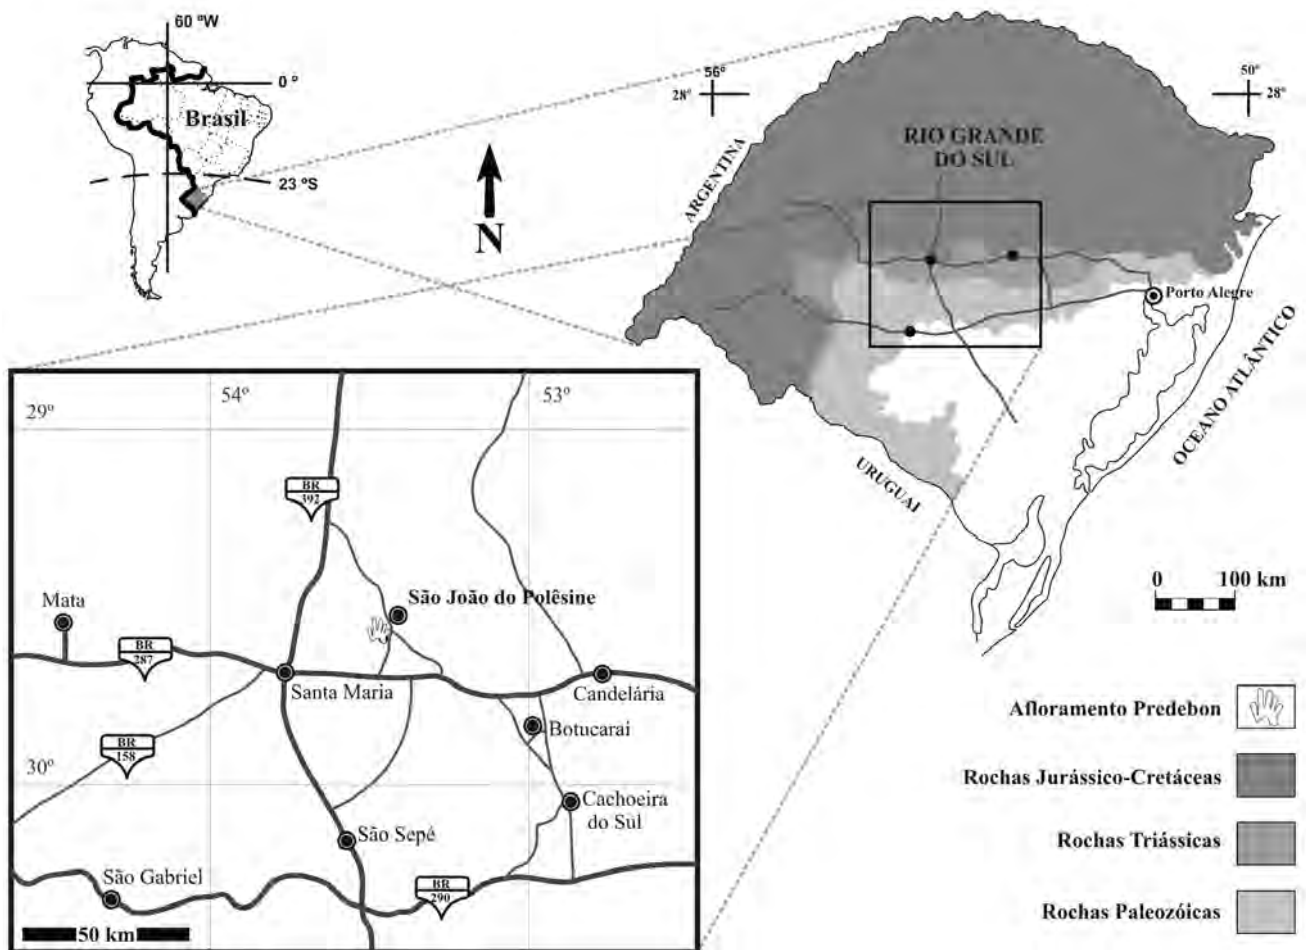 60 ºW
0 º
Brasil
23 ºS
N
56º
28º
50º
28º
RIO GRANDE
DO SUL
ARGENTINA
Porto Alegre
OCEANO ATLÂNTICO
URUGUAI
0 100 km
29º
54º
53º
BR
392
Mata
São João do Polêsine
BR
287
Santa Maria
Candelária
Botucaraí
BR
158
30º
Cachoeira
do Sul
São Sepé
São Gabriel
BR
290
50 km
Afloramento Predebon
Rochas Jurássico-Cretáceas
Rochas Triássicas
Rochas Paleozóicas